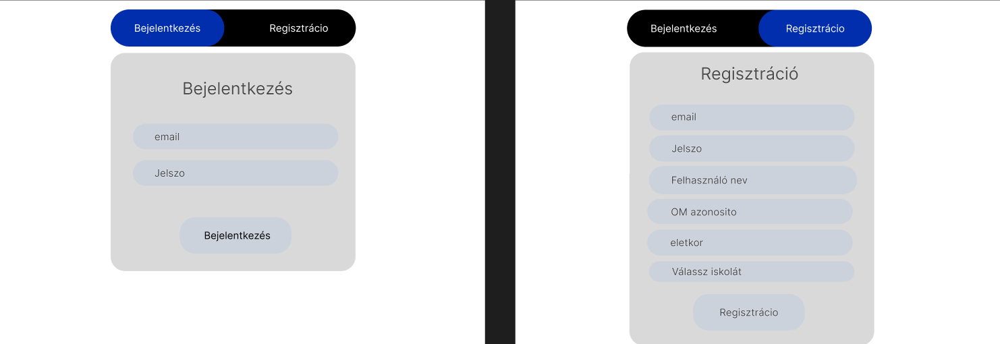 Bejelentkezés
Regisztrácio
Bejelentkezés
email
Jelszo
Bejelentkezés
Bejelentkezés
Regisztrácio
Regisztráció
email
Jelszo
Felhasználó nev
OM azonosito
eletkor
Válassz iskolát
Regisztrácio